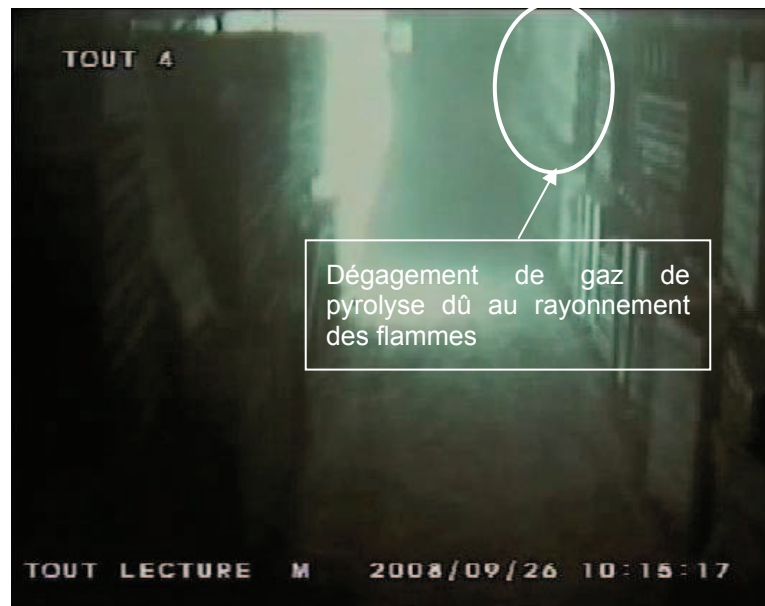 TOUT 4
Dégagement de gaz de
pyrolyse dû au rayonnement
des flammes
TOUT LECTURE M 2008/09/26 10:15:17